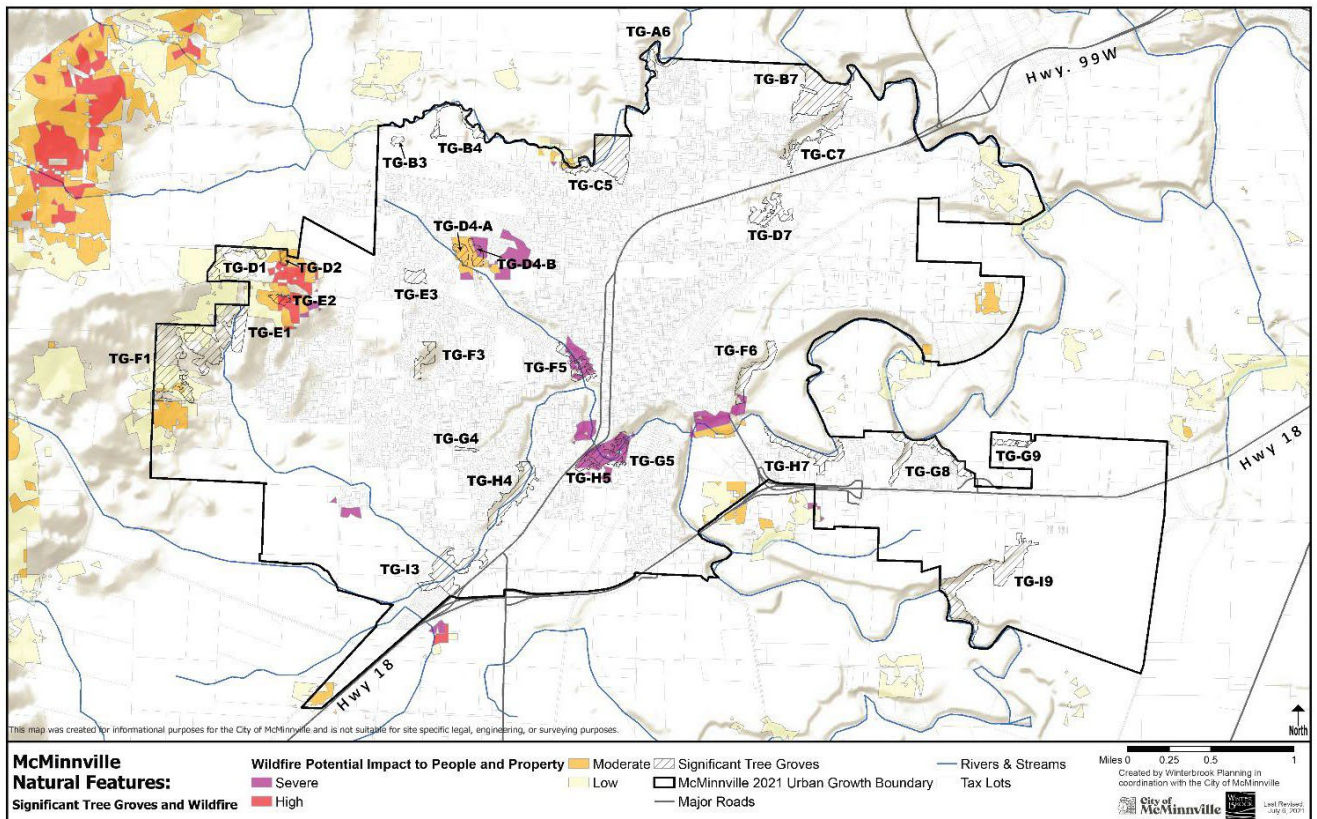 TG-A6
Hwy. 99W
TG-B7
TG-B3
TG-B4
TG-C7
TG-C5
TG-D4-A
TG-D7
TG-D4-B
TG-D1
TG-D2
TG-E3
TG-E2
TG-E1
TG-F1
TG-F3
TG-F5
TG-F6
TG-G4
TG-G5
TG-H7
TG-G8
TG-G9
Hwy 18
TG-H4
TG-H5
TG-I3
TG-I9
Hwy 18
This map was created for informational purposes for the City of McMinnville and is not suitable for site specific legal, engineering, or surveying purposes.
North
McMinnville
Natural Features:
Significant Tree Groves and Wildfire
Wildfire Potential Impact to People and Property
Severe
High
Moderate
Low
Significant Tree Groves
McMinnville 2021 Urban Growth Boundary
Major Roads
Rivers & Streams
Tax Lots
Miles 0 0.25 0.5 1
Created by Winterbrook Planning in
coordination with the City of McMinnville
City of
McMinnville
WINTER
BROOK
Last Revised:
July 6, 2021